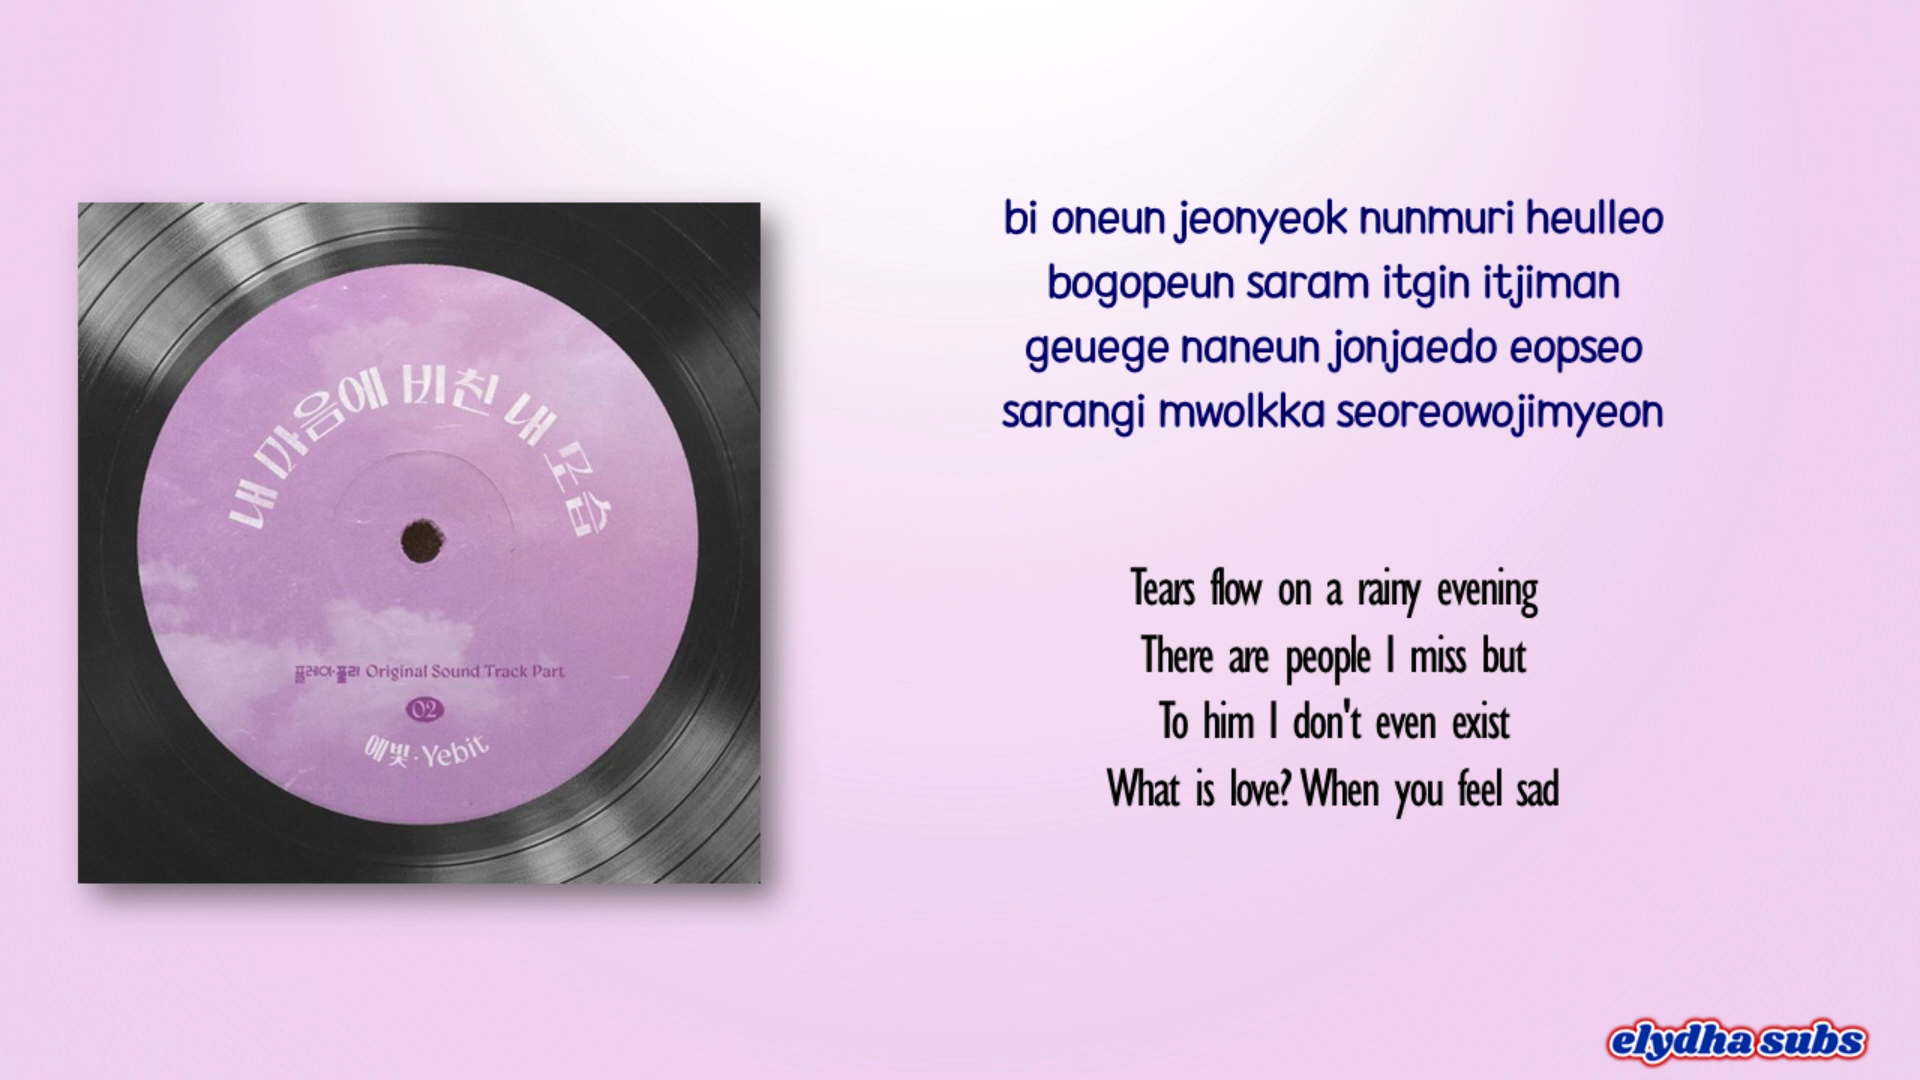 내 마음에 비친 내 모습
플레이·풀리 Original Sound Track Part
02
예빛·Yebit
bi oneun jeonyeok nunmuri heulleo
bogopeun saram itgin itjiman
geuege naneun jonjaedo eopseo
sarangi mwolkka seoreowojimyeon
Tears flow on a rainy evening
There are people I miss but
To him I don't even exist
What is love? When you feel sad
elydha subs